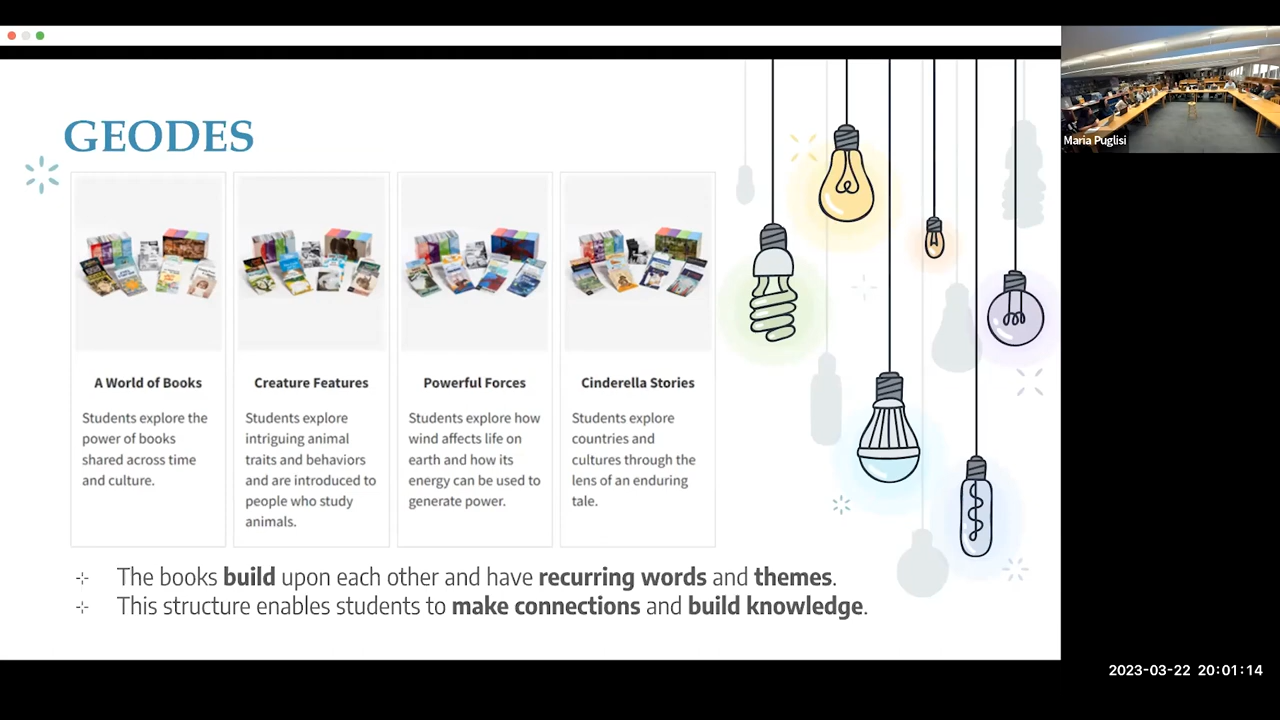 GEODES
A World of Books
Students explore the
power of books
shared across time
and culture.
Creature Features
Students explore
intriguing animal
traits and behaviors
and are introduced to
people who study
animals.
Powerful Forces
Students explore how
wind affects life on
earth and how its
energy can be used to
generate power.
Cinderella Stories
Students explore
countries and
cultures through the
lens of an enduring
tale.
The books build upon each other and have recurring words and themes.
This structure enables students to make connections and build knowledge.
Maria Puglisi
2023-03-22 20:01:14